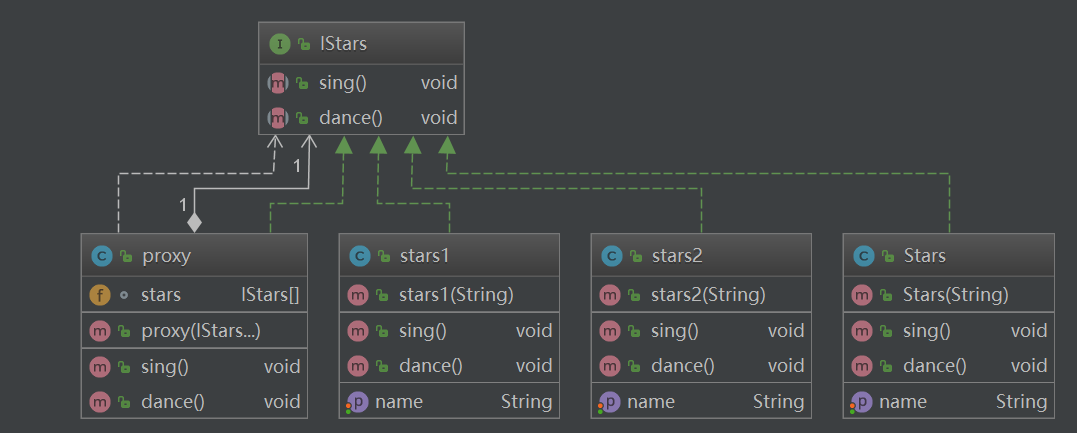 IStars
sing() void
dance() void
1
1
proxy
stars IStars[]
proxy(IStars...)
sing() void
dance() void
stars1
stars1(String)
sing() void
dance() void
name String
stars2
stars2(String)
sing() void
dance() void
name String
Stars
Stars(String)
sing() void
dance() void
name String